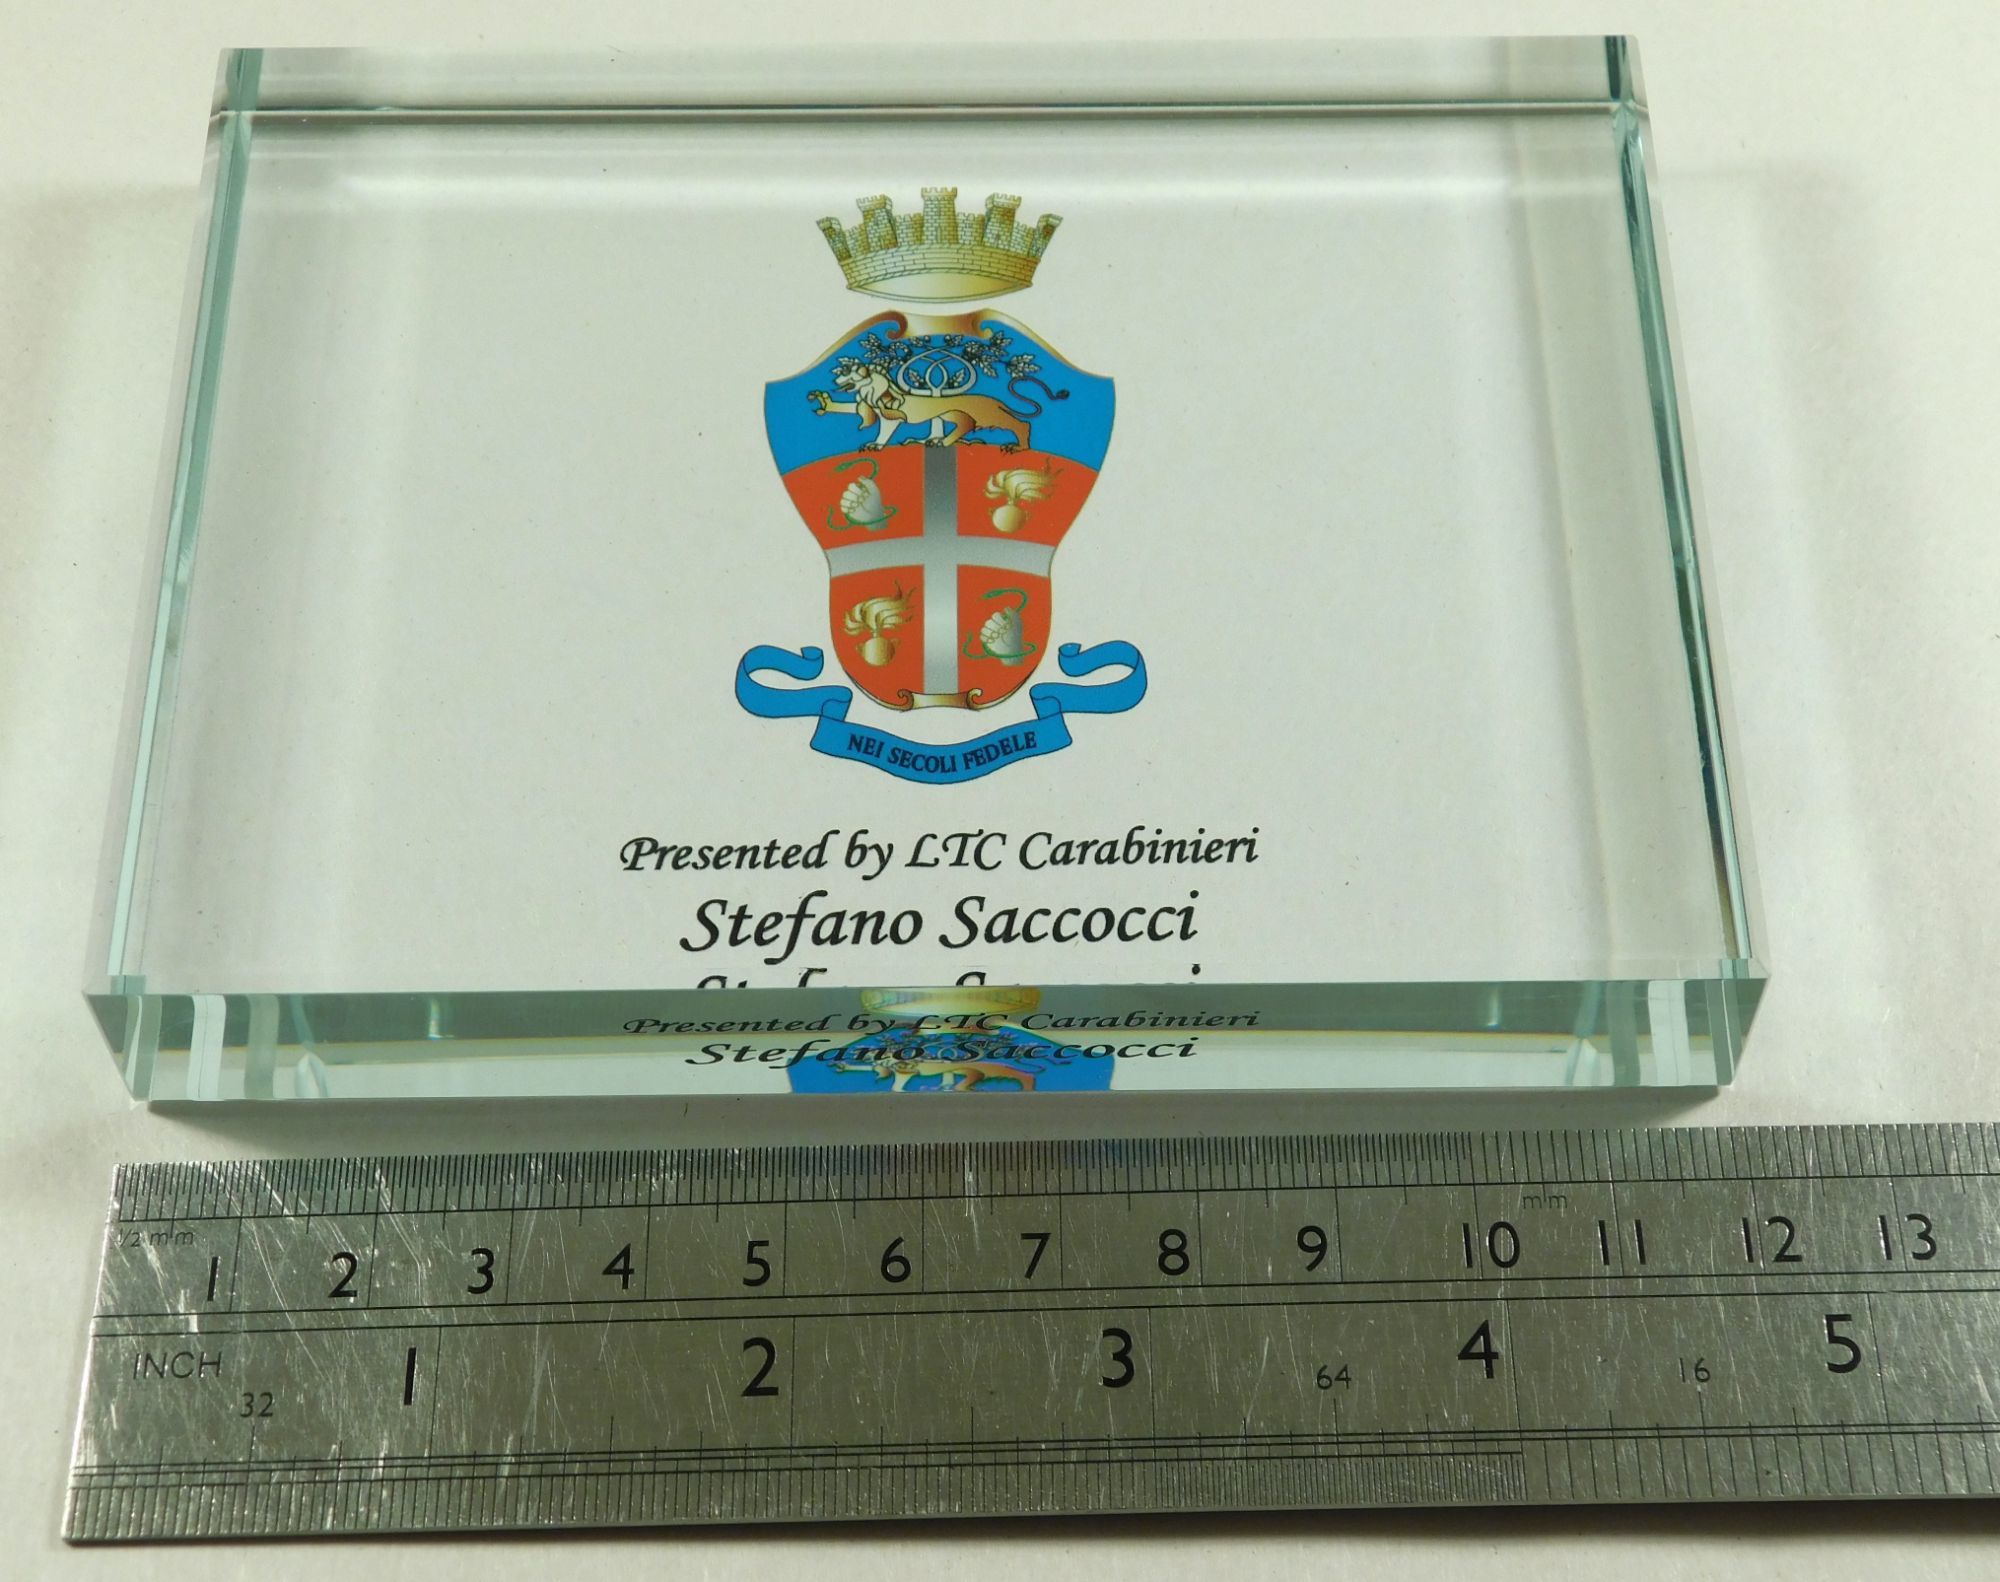 NEI SECOLI FEDELE
Presented by LTC Carabinieri
Stefano Saccocci
Presented by LTC Carabinieri
Stefano Saccocci
1/2 mm
mm
1 2 3 4 5 6 7 8 9 10 11 12 13
INCH
1 2 3 4 5
32 64 16